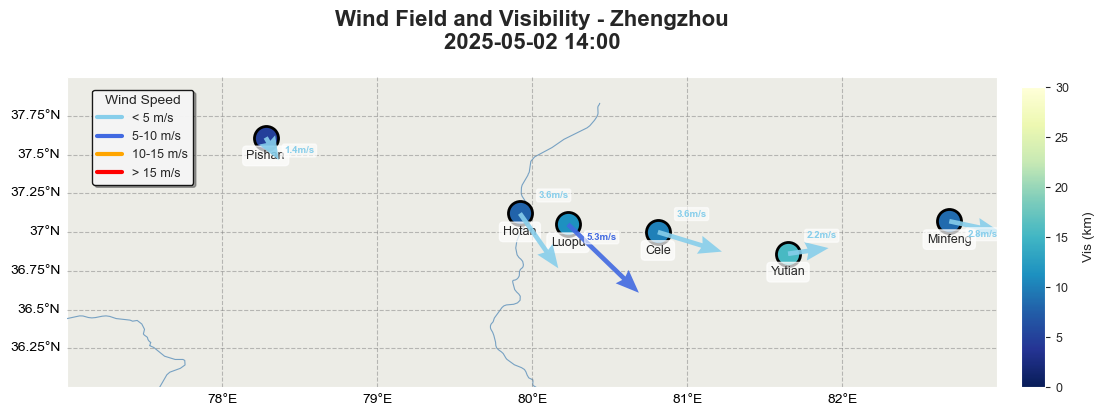 Wind Field and Visibility - Zhengzhou
2025-05-02 14:00
Wind Speed
< 5 m/s
5-10 m/s
10-15 m/s
> 15 m/s
37.75°N
37.5°N
37.25°N
37°N
36.75°N
36.5°N
36.25°N
78°E
79°E
80°E
81°E
82°E
Pishan
1.4m/s
Hotan
3.6m/s
Luopu
5.3m/s
Cele
3.6m/s
Yutian
2.2m/s
Minfeng
2.8m/s
30
25
20
15
10
5
0
Vis (km)